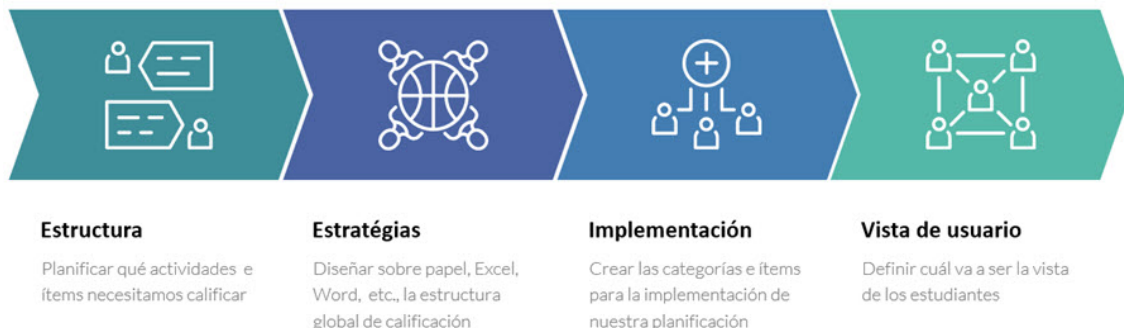 Estructura
Planificar qué actividades e
ítems necesitamos calificar
Estratégias
Diseñar sobre papel, Excel,
Word, etc., la estructura
global de calificación
Implementación
Crear las categorías e ítems
para la implementación de
nuestra planificación
Vista de usuario
Definir cuál va a ser la vista
de los estudiantes